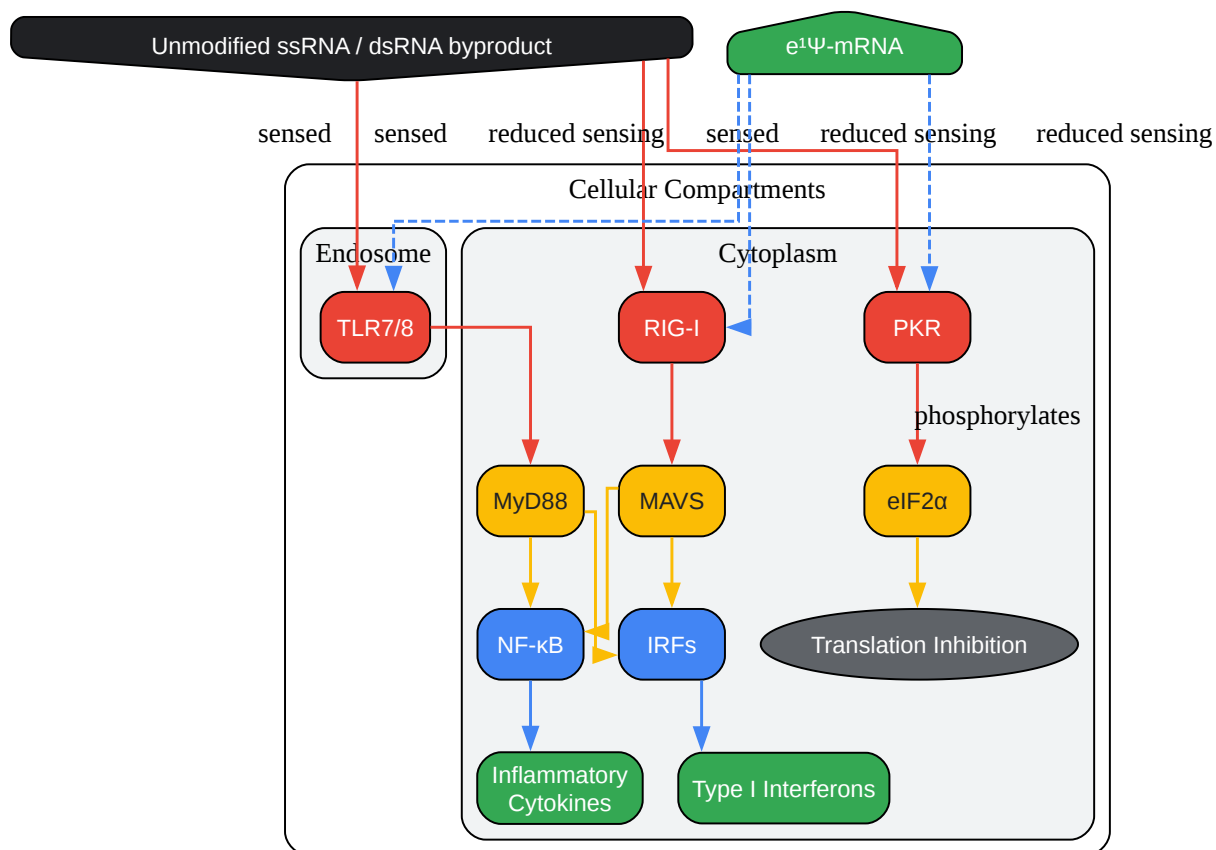 Unmodified ssRNA / dsRNA byproduct
e¹Ψ-mRNA
sensed
sensed
reduced sensing
sensed
reduced sensing
reduced sensing
Cellular Compartments
Endosome
Cytoplasm
TLR7/8
RIG-I
PKR
phosphorylates
MyD88
MAVS
eIF2α
NF-κB
IRFs
Translation Inhibition
Inflammatory
Cytokines
Type I Interferons